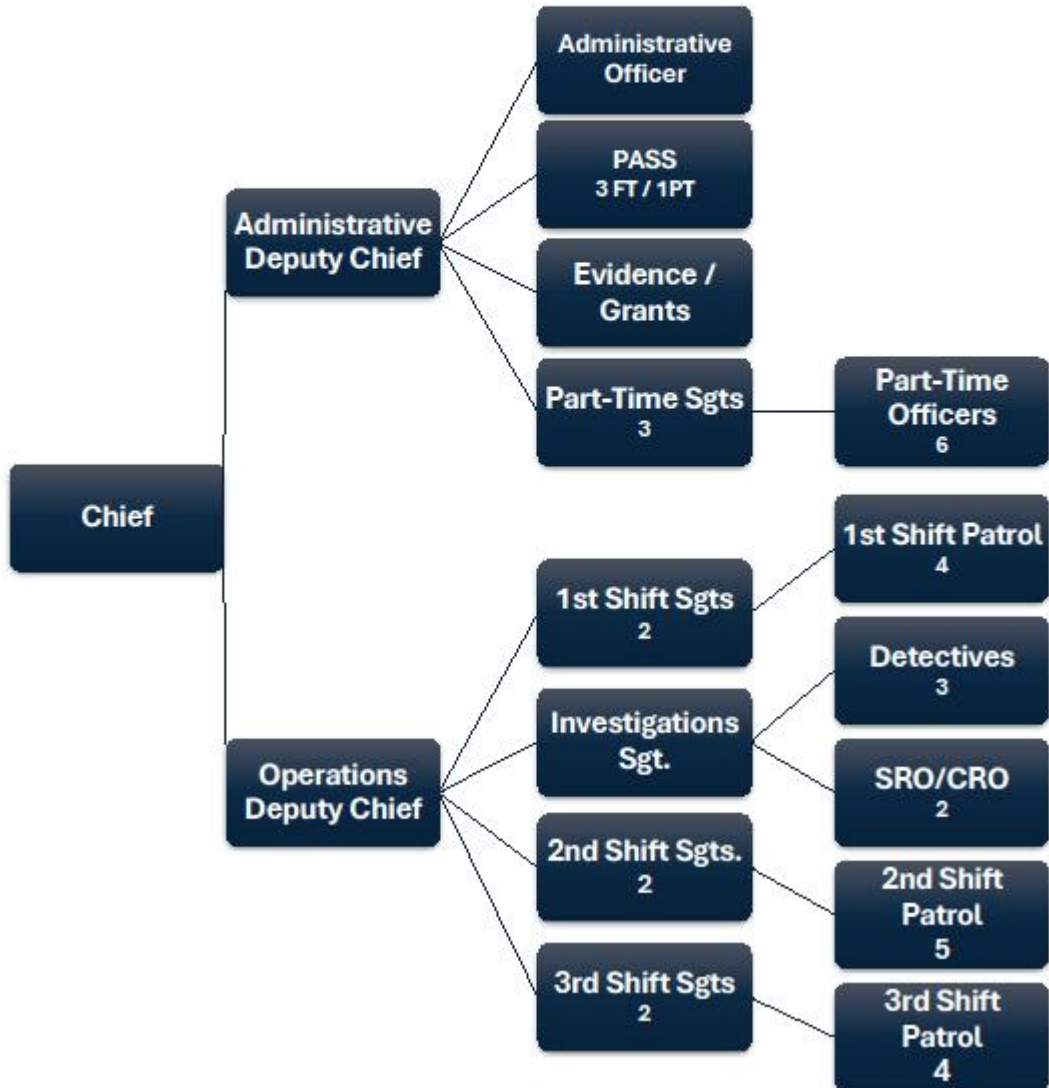 Administrative
Officer
PASS
3 FT / 1PT
Administrative
Deputy Chief
Evidence /
Grants
Part-Time Sgts
3
Part-Time
Officers
6
Chief
1st Shift Sgts
2
1st Shift Patrol
4
Investigations
Sgt.
Detectives
3
SRO/CRO
2
Operations
Deputy Chief
2nd Shift Sgts.
2
2nd Shift
Patrol
5
3rd Shift Sgts
2
3rd Shift
Patrol
4